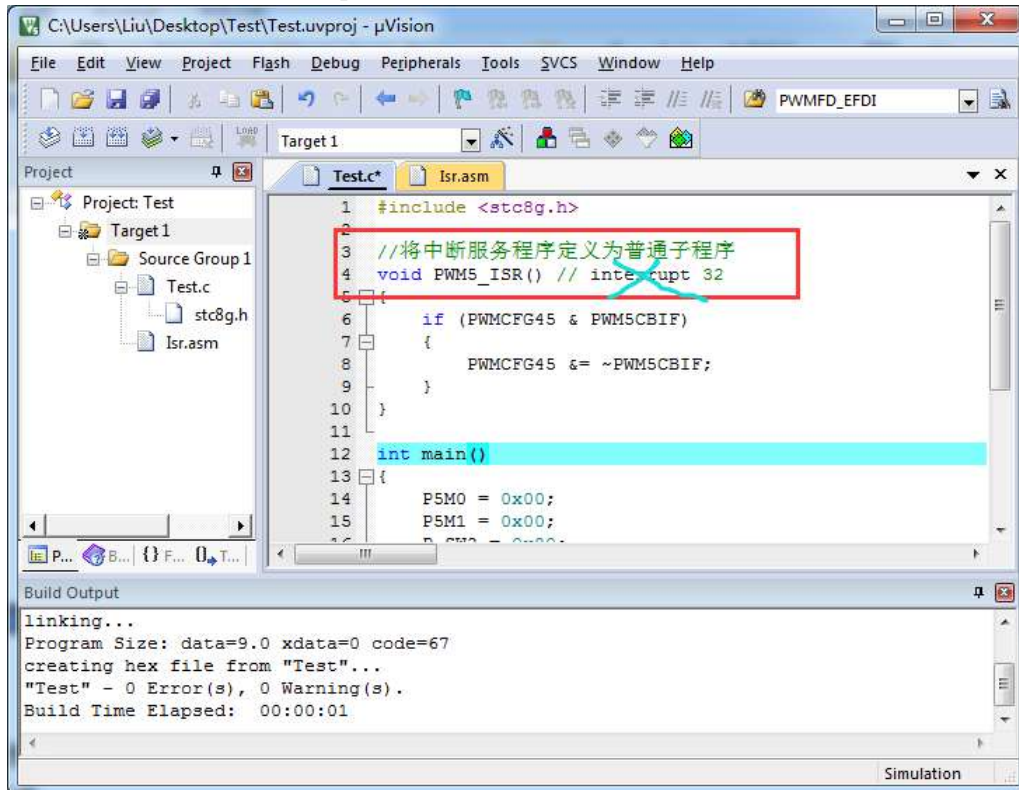 C:\Users\Liu\Desktop\Test\Test.uvproj - µVision
File Edit View Project Flash Debug Peripherals Tools SVCS Window Help
PWMFD_EFDI
LOAD Target 1
Project
Test.c* Isr.asm
Project: Test
Target 1
Source Group 1
Test.c
stc8g.h
Isr.asm
1 #include <stc8g.h>
2
3 //将中断服务程序定义为普通子程序
4 void PWM5_ISR() // interrupt 32
5 {
6 if (PWMCFG45 & PWM5CBIF)
7 {
8 PWMCFG45 &= ~PWM5CBIF;
9 }
10 }
11
12 int main()
13 {
14 P5M0 = 0x00;
15 P5M1 = 0x00;
P... B... {} F... 0 T...
Build Output
linking...
Program Size: data=9.0 xdata=0 code=67
creating hex file from "Test"...
"Test" - 0 Error(s), 0 Warning(s).
Build Time Elapsed: 00:00:01
Simulation